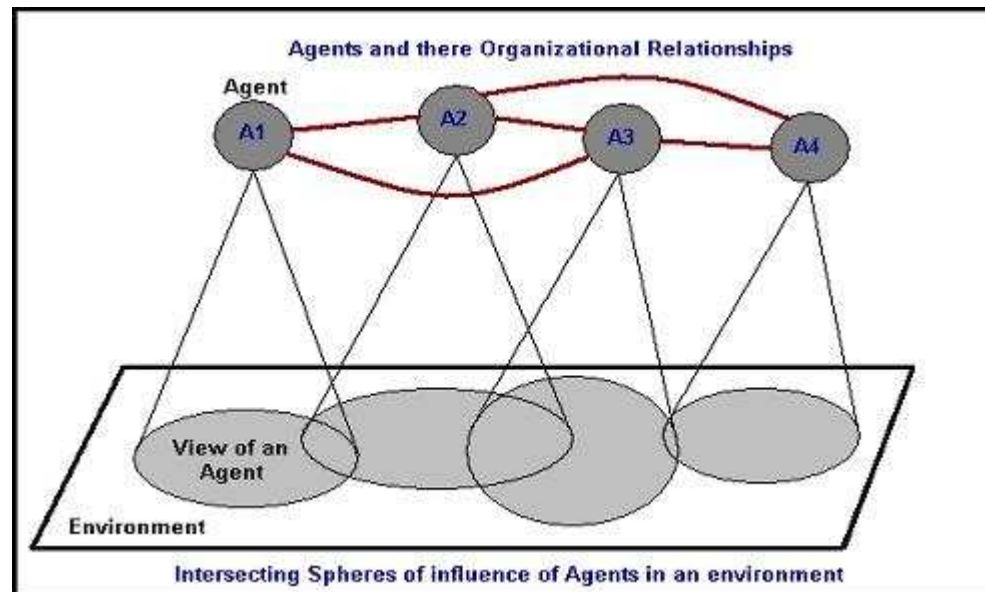 Agents and there Organizational Relationships
Agent
A1
A2
A3
A4
View of an
Agent
Environment
Intersecting Spheres of influence of Agents in an environment